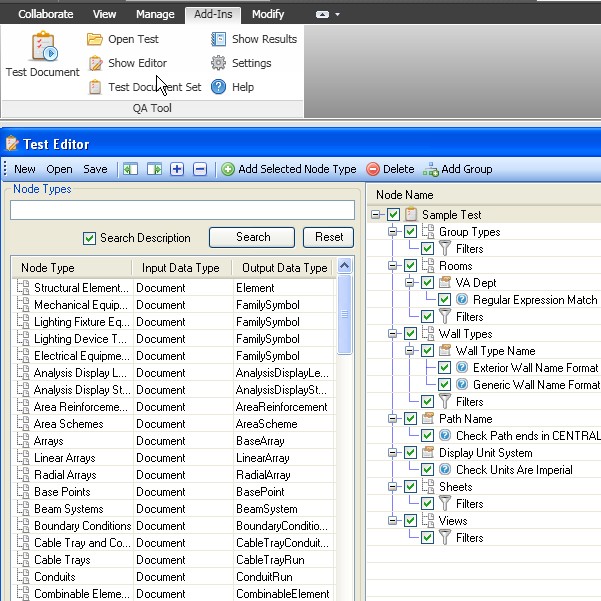 Collaborate View Manage Add-Ins Modify
Test Document
Open Test
Show Editor
Test Document Set
Show Results
Settings
Help
QA Tool
Test Editor
New Open Save Add Selected Node Type Delete Add Group
Node Types
Search Description Search Reset
Node Type Input Data Type Output Data Type
Structural Element... Document Element
Mechanical Equip... Document FamilySymbol
Lighting Fixture Eq... Document FamilySymbol
Lighting Device T... Document FamilySymbol
Electrical Equipme... Document FamilySymbol
Analysis Display L... Document AnalysisDisplayLe...
Analysis Display St... Document AnalysisDisplaySt...
Area Reinforceme... Document AreaReinforcement
Area Schemes Document AreaScheme
Arrays Document BaseArray
Linear Arrays Document LinearArray
Radial Arrays Document RadialArray
Base Points Document BasePoint
Beam Systems Document BeamSystem
Boundary Conditions Document BoundaryConditio...
Cable Tray and Co... Document CableTrayConduit...
Cable Trays Document CableTrayRun
Conduits Document ConduitRun
Combinable Eleme... Document CombinableElement
Node Name
Sample Test
Group Types
Filters
Rooms
VA Dept
Regular Expression Match
Filters
Wall Types
Wall Type Name
Exterior Wall Name Format
Generic Wall Name Format
Filters
Path Name
Check Path ends in CENTRAL
Display Unit System
Check Units Are Imperial
Sheets
Filters
Views
Filters